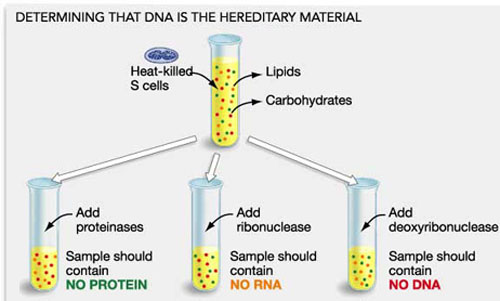 DETERMINING THAT DNA IS THE HEREDITARY MATERIAL
Heat-killed
S cells
Lipids
Carbohydrates
Add
proteinases
Sample should
contain
NO PROTEIN
Add
ribonuclease
Sample should
contain
NO RNA
Add
deoxyribonuclease
Sample should
contain
NO DNA